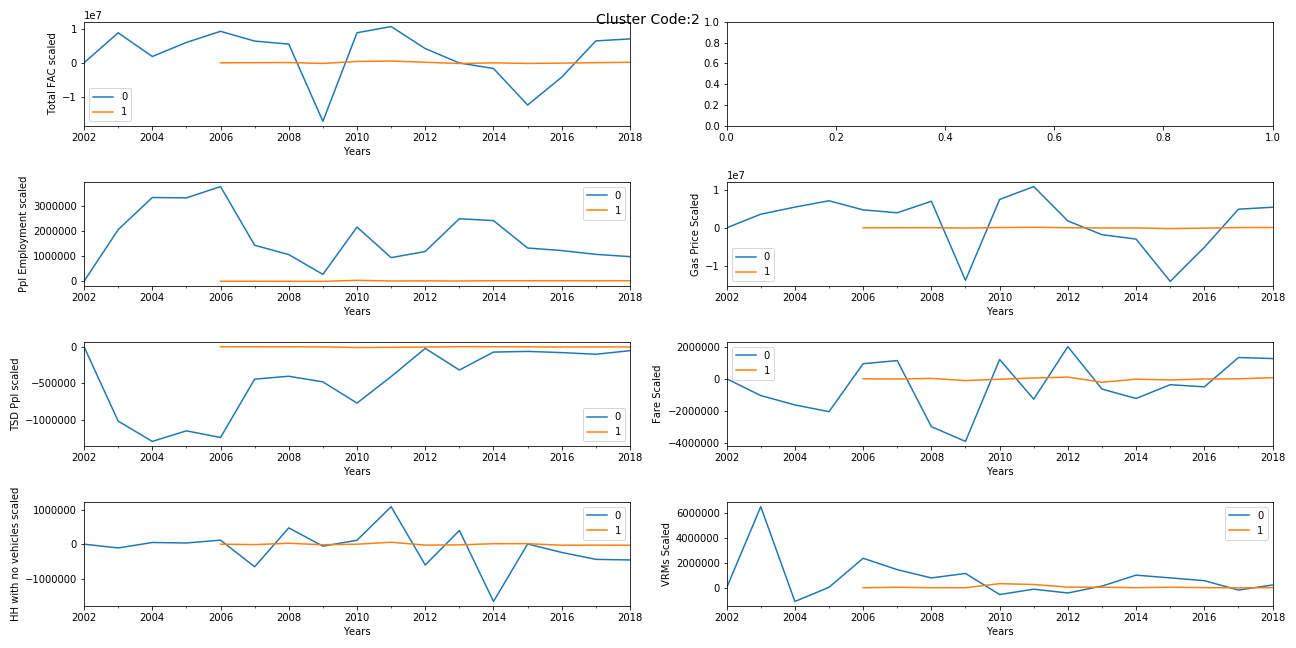 Cluster Code:2
1e7
1
0
−1
Total FAC scaled
0
1
2002 2004 2006 2008 2010 2012 2014 2016 2018
Years
1.0
0.8
0.6
0.4
0.2
0.0
0.0 0.2 0.4 0.6 0.8 1.0
3000000
2000000
1000000
0
Ppl Employment scaled
0
1
2002 2004 2006 2008 2010 2012 2014 2016 2018
Years
1e7
1
0
−1
Gas Price Scaled
0
1
2002 2004 2006 2008 2010 2012 2014 2016 2018
Years
0
−500000
−1000000
TSD Ppl scaled
0
1
2002 2004 2006 2008 2010 2012 2014 2016 2018
Years
2000000
0
−2000000
−4000000
Fare Scaled
0
1
2002 2004 2006 2008 2010 2012 2014 2016 2018
Years
1000000
0
−1000000
HH with no vehicles scaled
0
1
2002 2004 2006 2008 2010 2012 2014 2016 2018
Years
6000000
4000000
2000000
0
VRMs Scaled
0
1
2002 2004 2006 2008 2010 2012 2014 2016 2018
Years